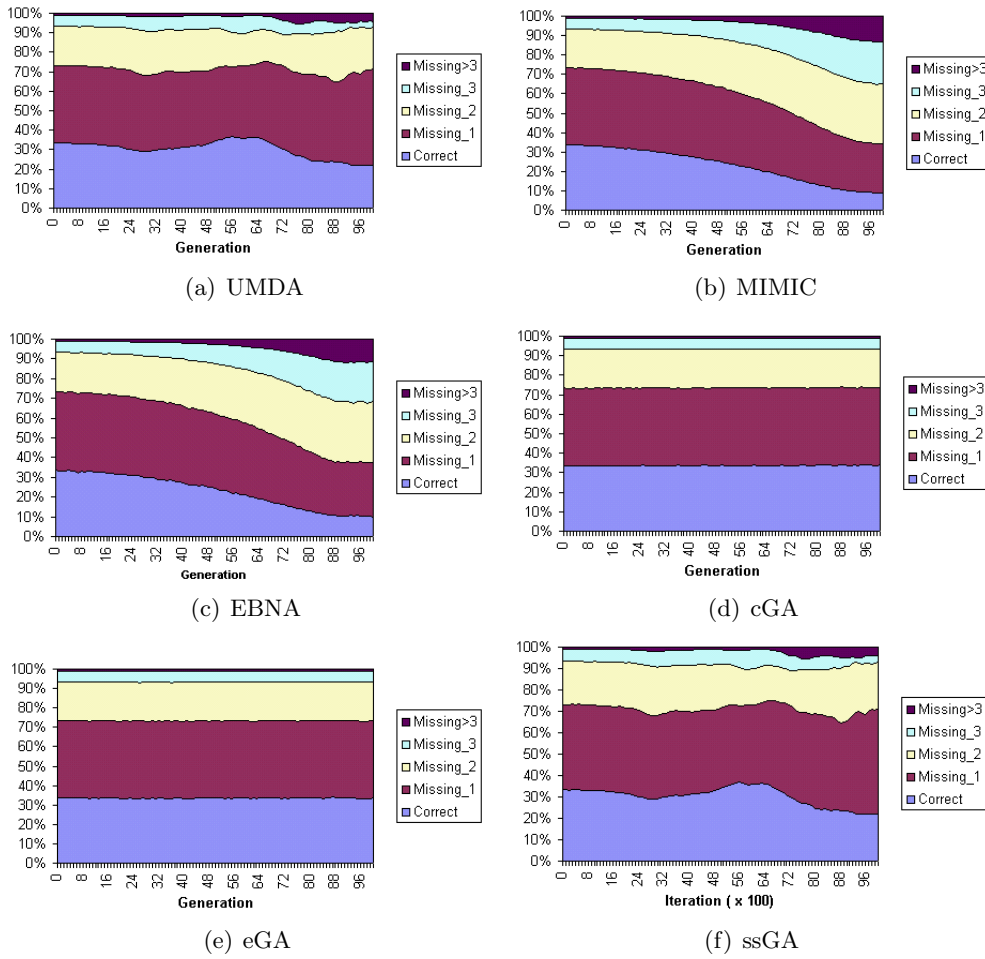 100%
90%
80%
70%
60%
50%
40%
30%
20%
10%
0%
0 8 16 24 32 40 48 56 64 72 80 88 96
Generation
Missing>3
Missing_3
Missing_2
Missing_1
Correct
(a) UMDA
100%
90%
80%
70%
60%
50%
40%
30%
20%
10%
0%
0 8 16 24 32 40 48 56 64 72 80 88 96
Generation
Missing>3
Missing_3
Missing_2
Missing_1
Correct
(b) MIMIC
100%
90%
80%
70%
60%
50%
40%
30%
20%
10%
0%
0 8 16 24 32 40 48 56 64 72 80 88 96
Generation
Missing>3
Missing_3
Missing_2
Missing_1
Correct
(c) EBNA
100%
90%
80%
70%
60%
50%
40%
30%
20%
10%
0%
0 8 16 24 32 40 48 56 64 72 80 88 96
Generation
Missing>3
Missing_3
Missing_2
Missing_1
Correct
(d) cGA
100%
90%
80%
70%
60%
50%
40%
30%
20%
10%
0%
0 8 16 24 32 40 48 56 64 72 80 88 96
Generation
Missing>3
Missing_3
Missing_2
Missing_1
Correct
(e) eGA
100%
90%
80%
70%
60%
50%
40%
30%
20%
10%
0%
0 8 16 24 32 40 48 56 64 72 80 88 96
Iteration ( x 100)
Missing>3
Missing_3
Missing_2
Missing_1
Correct
(f) ssGA